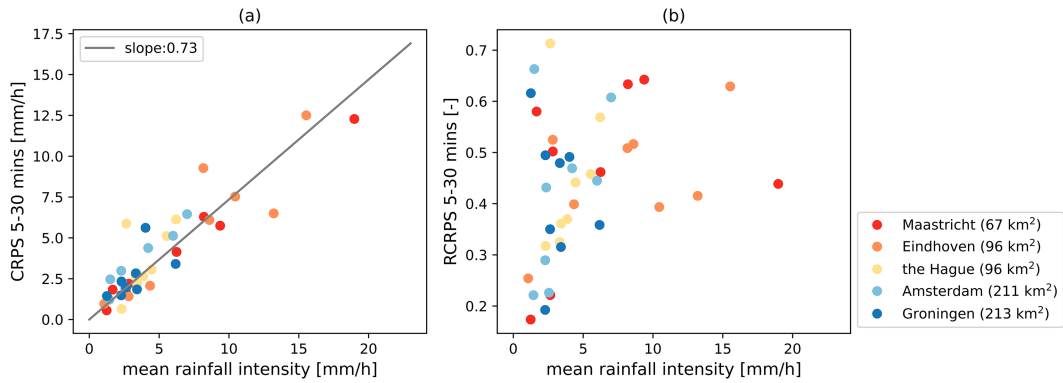 (a)
slope:0.73
CRPS 5-30 mins [mm/h]
17.5
15.0
12.5
10.0
7.5
5.0
2.5
0.0
0 5 10 15 20
mean rainfall intensity [mm/h]
(b)
RCRPS 5-30 mins [-]
0.7
0.6
0.5
0.4
0.3
0.2
0 5 10 15 20
mean rainfall intensity [mm/h]
Maastricht (67 km²)
Eindhoven (96 km²)
the Hague (96 km²)
Amsterdam (211 km²)
Groningen (213 km²)